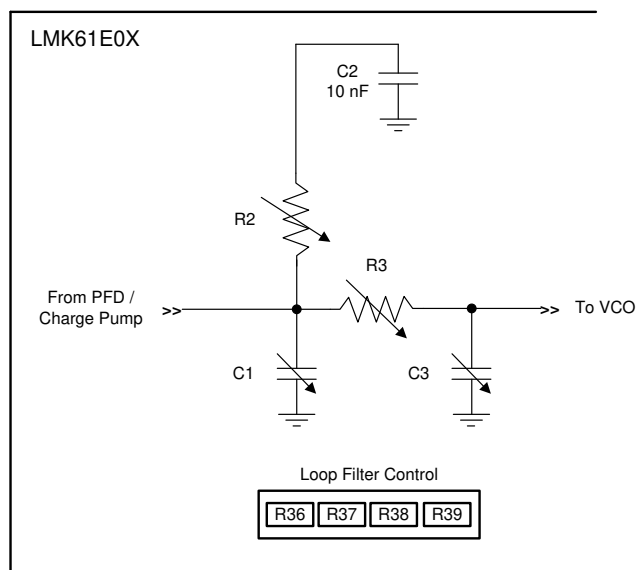 LMK61E0X
C2
10 nF
R2
R3
From PFD /
Charge Pump
>>
>>
To VCO
C1
C3
Loop Filter Control
R36
R37
R38
R39